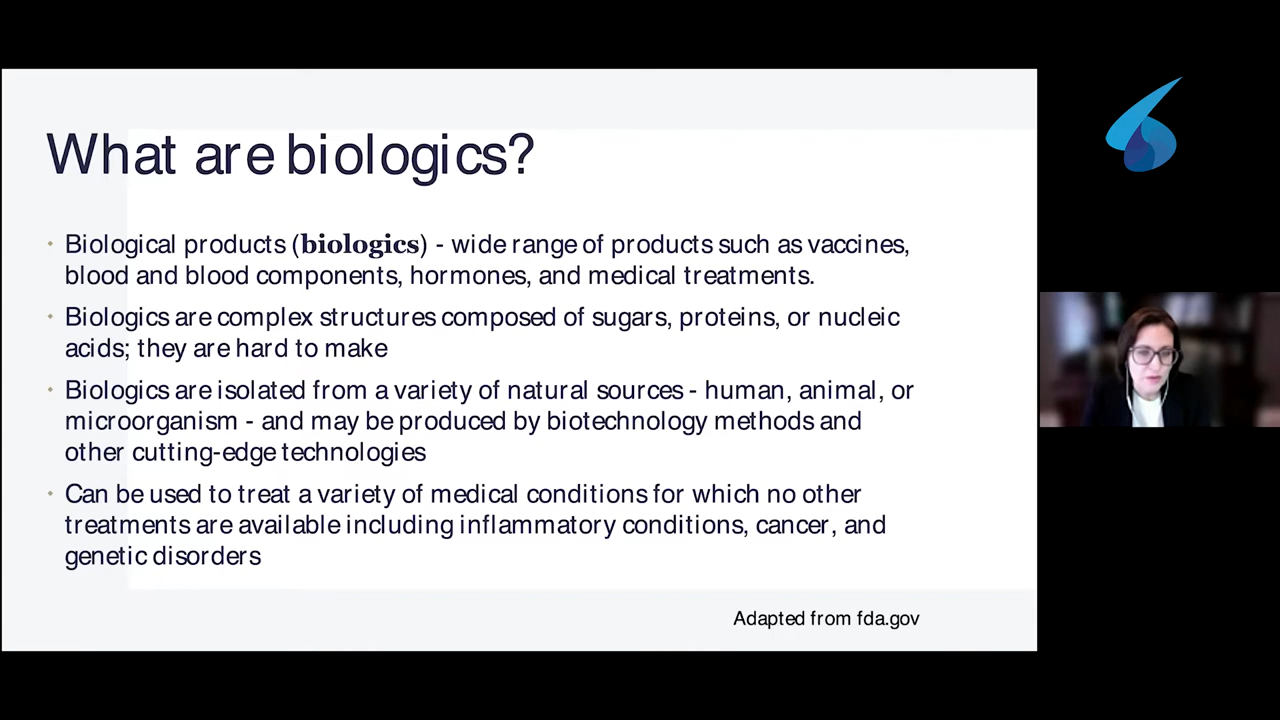 What are biologics?
• Biological products (biologics) - wide range of products such as vaccines,
blood and blood components, hormones, and medical treatments.
• Biologics are complex structures composed of sugars, proteins, or nucleic
acids; they are hard to make
• Biologics are isolated from a variety of natural sources - human, animal, or
microorganism - and may be produced by biotechnology methods and
other cutting-edge technologies
• Can be used to treat a variety of medical conditions for which no other
treatments are available including inflammatory conditions, cancer, and
genetic disorders
Adapted from fda.gov